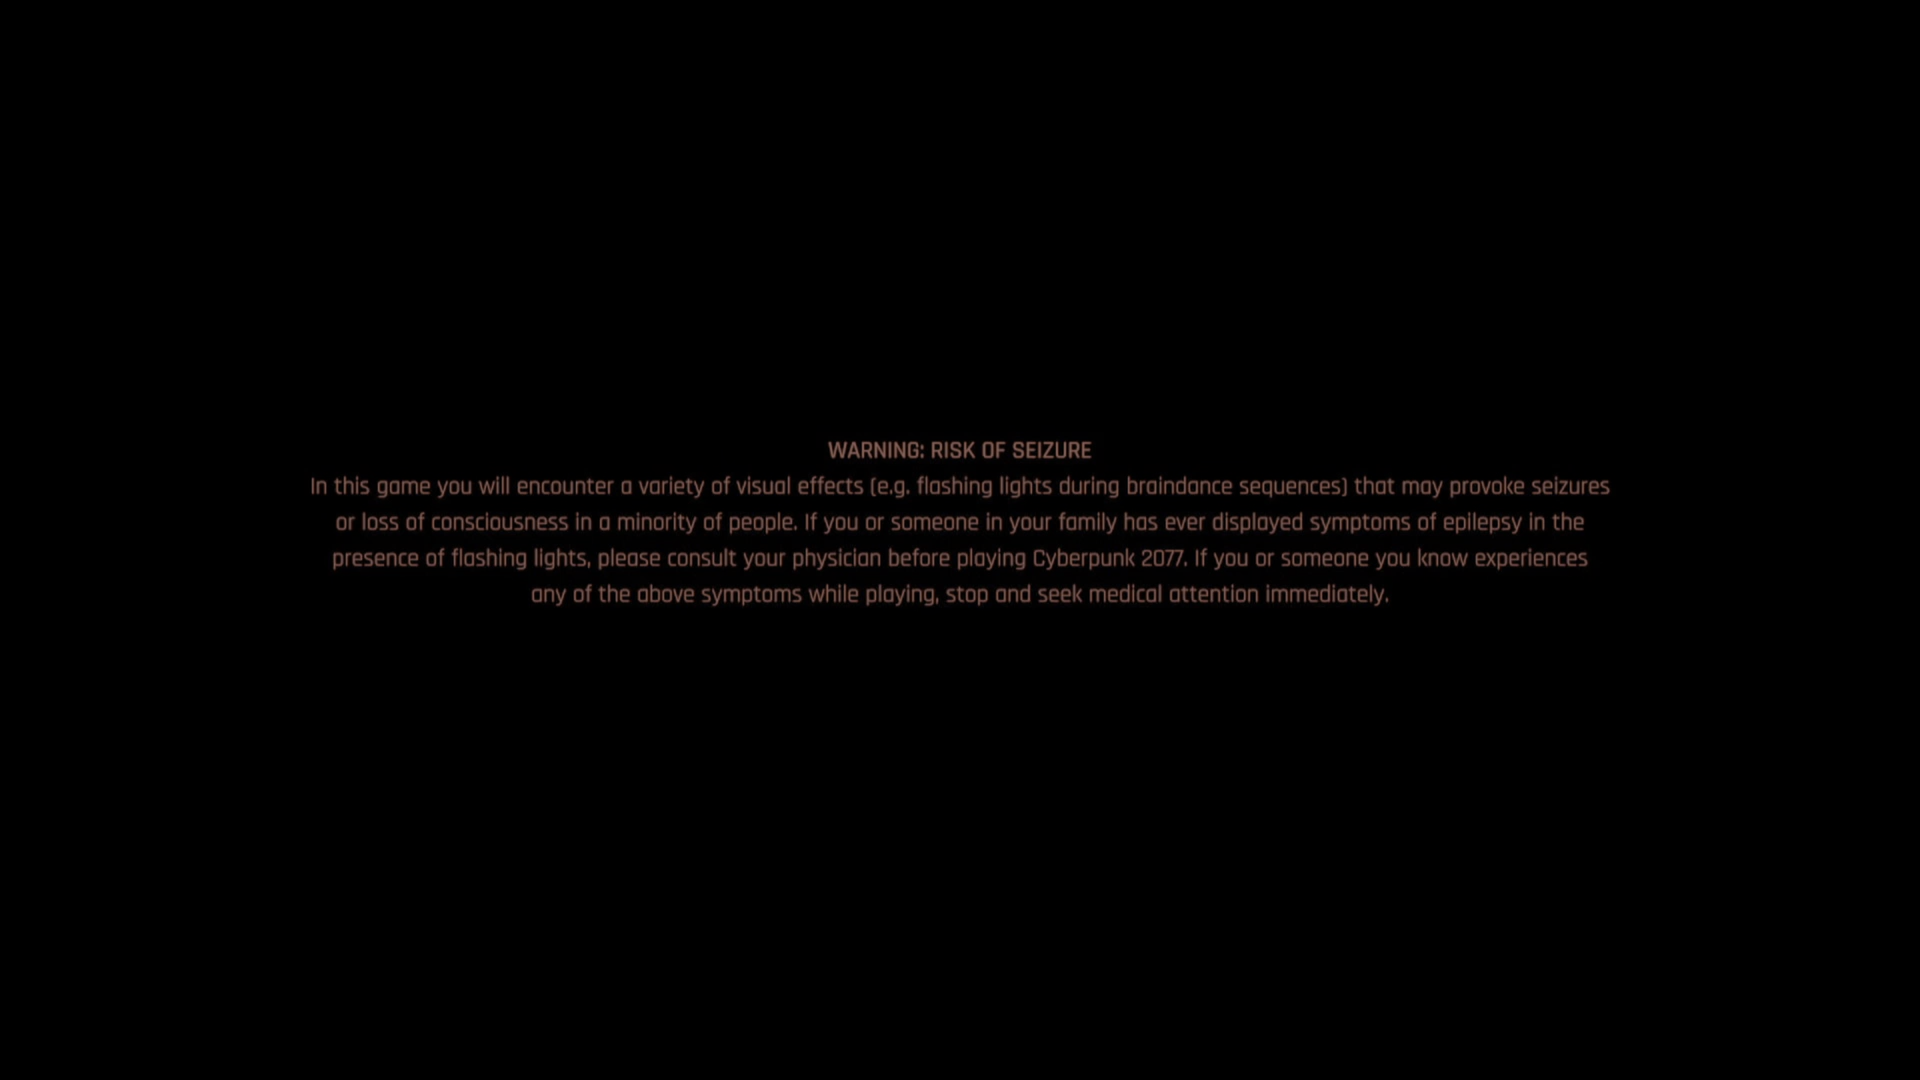 WARNING: RISK OF SEIZURE
In this game you will encounter a variety of visual effects (e.g. flashing lights during braindance sequences) that may provoke seizures
or loss of consciousness in a minority of people. If you or someone in your family has ever displayed symptoms of epilepsy in the
presence of flashing lights, please consult your physician before playing Cyberpunk 2077. If you or someone you know experiences
any of the above symptoms while playing, stop and seek medical attention immediately.